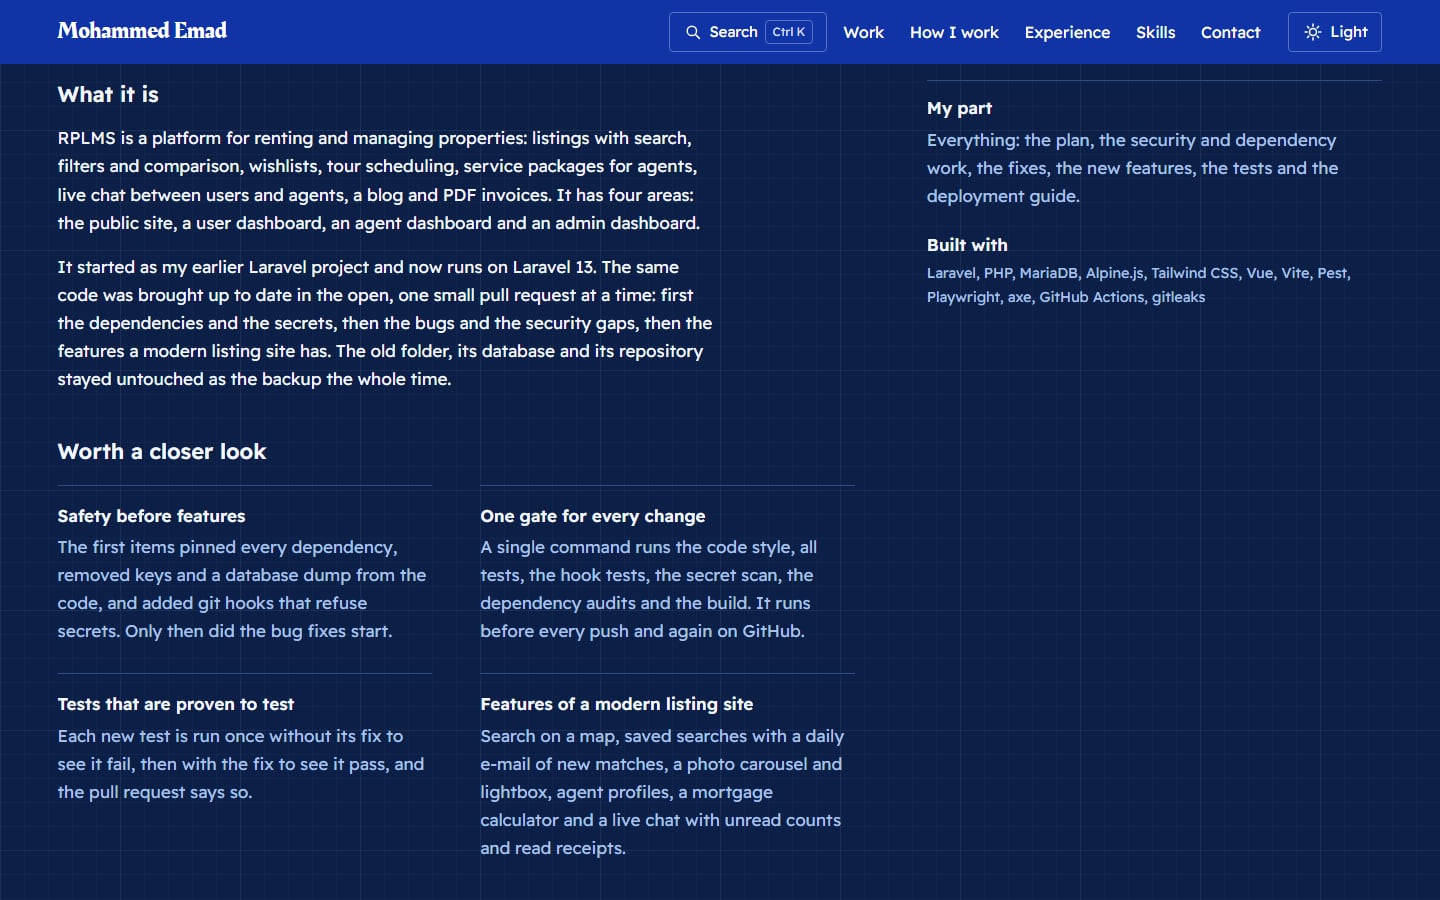 Mohammed Emad
Search Ctrl K
Work
How I work
Experience
Skills
Contact
Light
What it is
RPLMS is a platform for renting and managing properties: listings with search,
filters and comparison, wishlists, tour scheduling, service packages for agents,
live chat between users and agents, a blog and PDF invoices. It has four areas:
the public site, a user dashboard, an agent dashboard and an admin dashboard.
It started as my earlier Laravel project and now runs on Laravel 13. The same
code was brought up to date in the open, one small pull request at a time: first
the dependencies and the secrets, then the bugs and the security gaps, then the
features a modern listing site has. The old folder, its database and its repository
stayed untouched as the backup the whole time.
Worth a closer look
Safety before features
The first items pinned every dependency,
removed keys and a database dump from the
code, and added git hooks that refuse
secrets. Only then did the bug fixes start.
One gate for every change
A single command runs the code style, all
tests, the hook tests, the secret scan, the
dependency audits and the build. It runs
before every push and again on GitHub.
Tests that are proven to test
Each new test is run once without its fix to
see it fail, then with the fix to see it pass, and
the pull request says so.
Features of a modern listing site
Search on a map, saved searches with a daily
e-mail of new matches, a photo carousel and
lightbox, agent profiles, a mortgage
calculator and a live chat with unread counts
and read receipts.
My part
Everything: the plan, the security and dependency
work, the fixes, the new features, the tests and the
deployment guide.
Built with
Laravel, PHP, MariaDB, Alpine.js, Tailwind CSS, Vue, Vite, Pest,
Playwright, axe, GitHub Actions, gitleaks